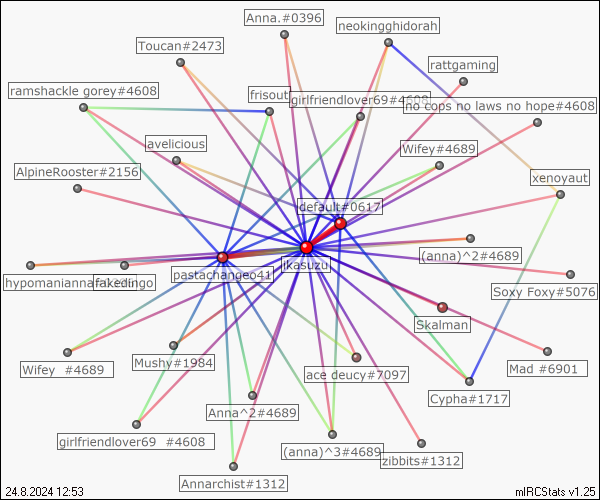 Anna.#0396
neokingghidorah
Toucan#2473
rattgaming
ramshackle gorey#4608
frisout
girlfriendlover69#4608
no cops no laws no hope#4608
avelicious
Wifey#4689
AlpineRooster#2156
xenoyaut
default#0617
(anna)^2#4689
ikasuzu
pastachangeo41
hypomaniannafakeds
Soxy Foxy#5076
Skalman
Wifey #4689
Mushy#1984
ace deucy#7097
Mad #6901
Cypha#1717
Anna^2#4689
girlfriendlover69 #4608
(anna)^3#4689
zibbits#1312
Annarchist#1312
24.8.2024 12:53
mIRCStats v1.25